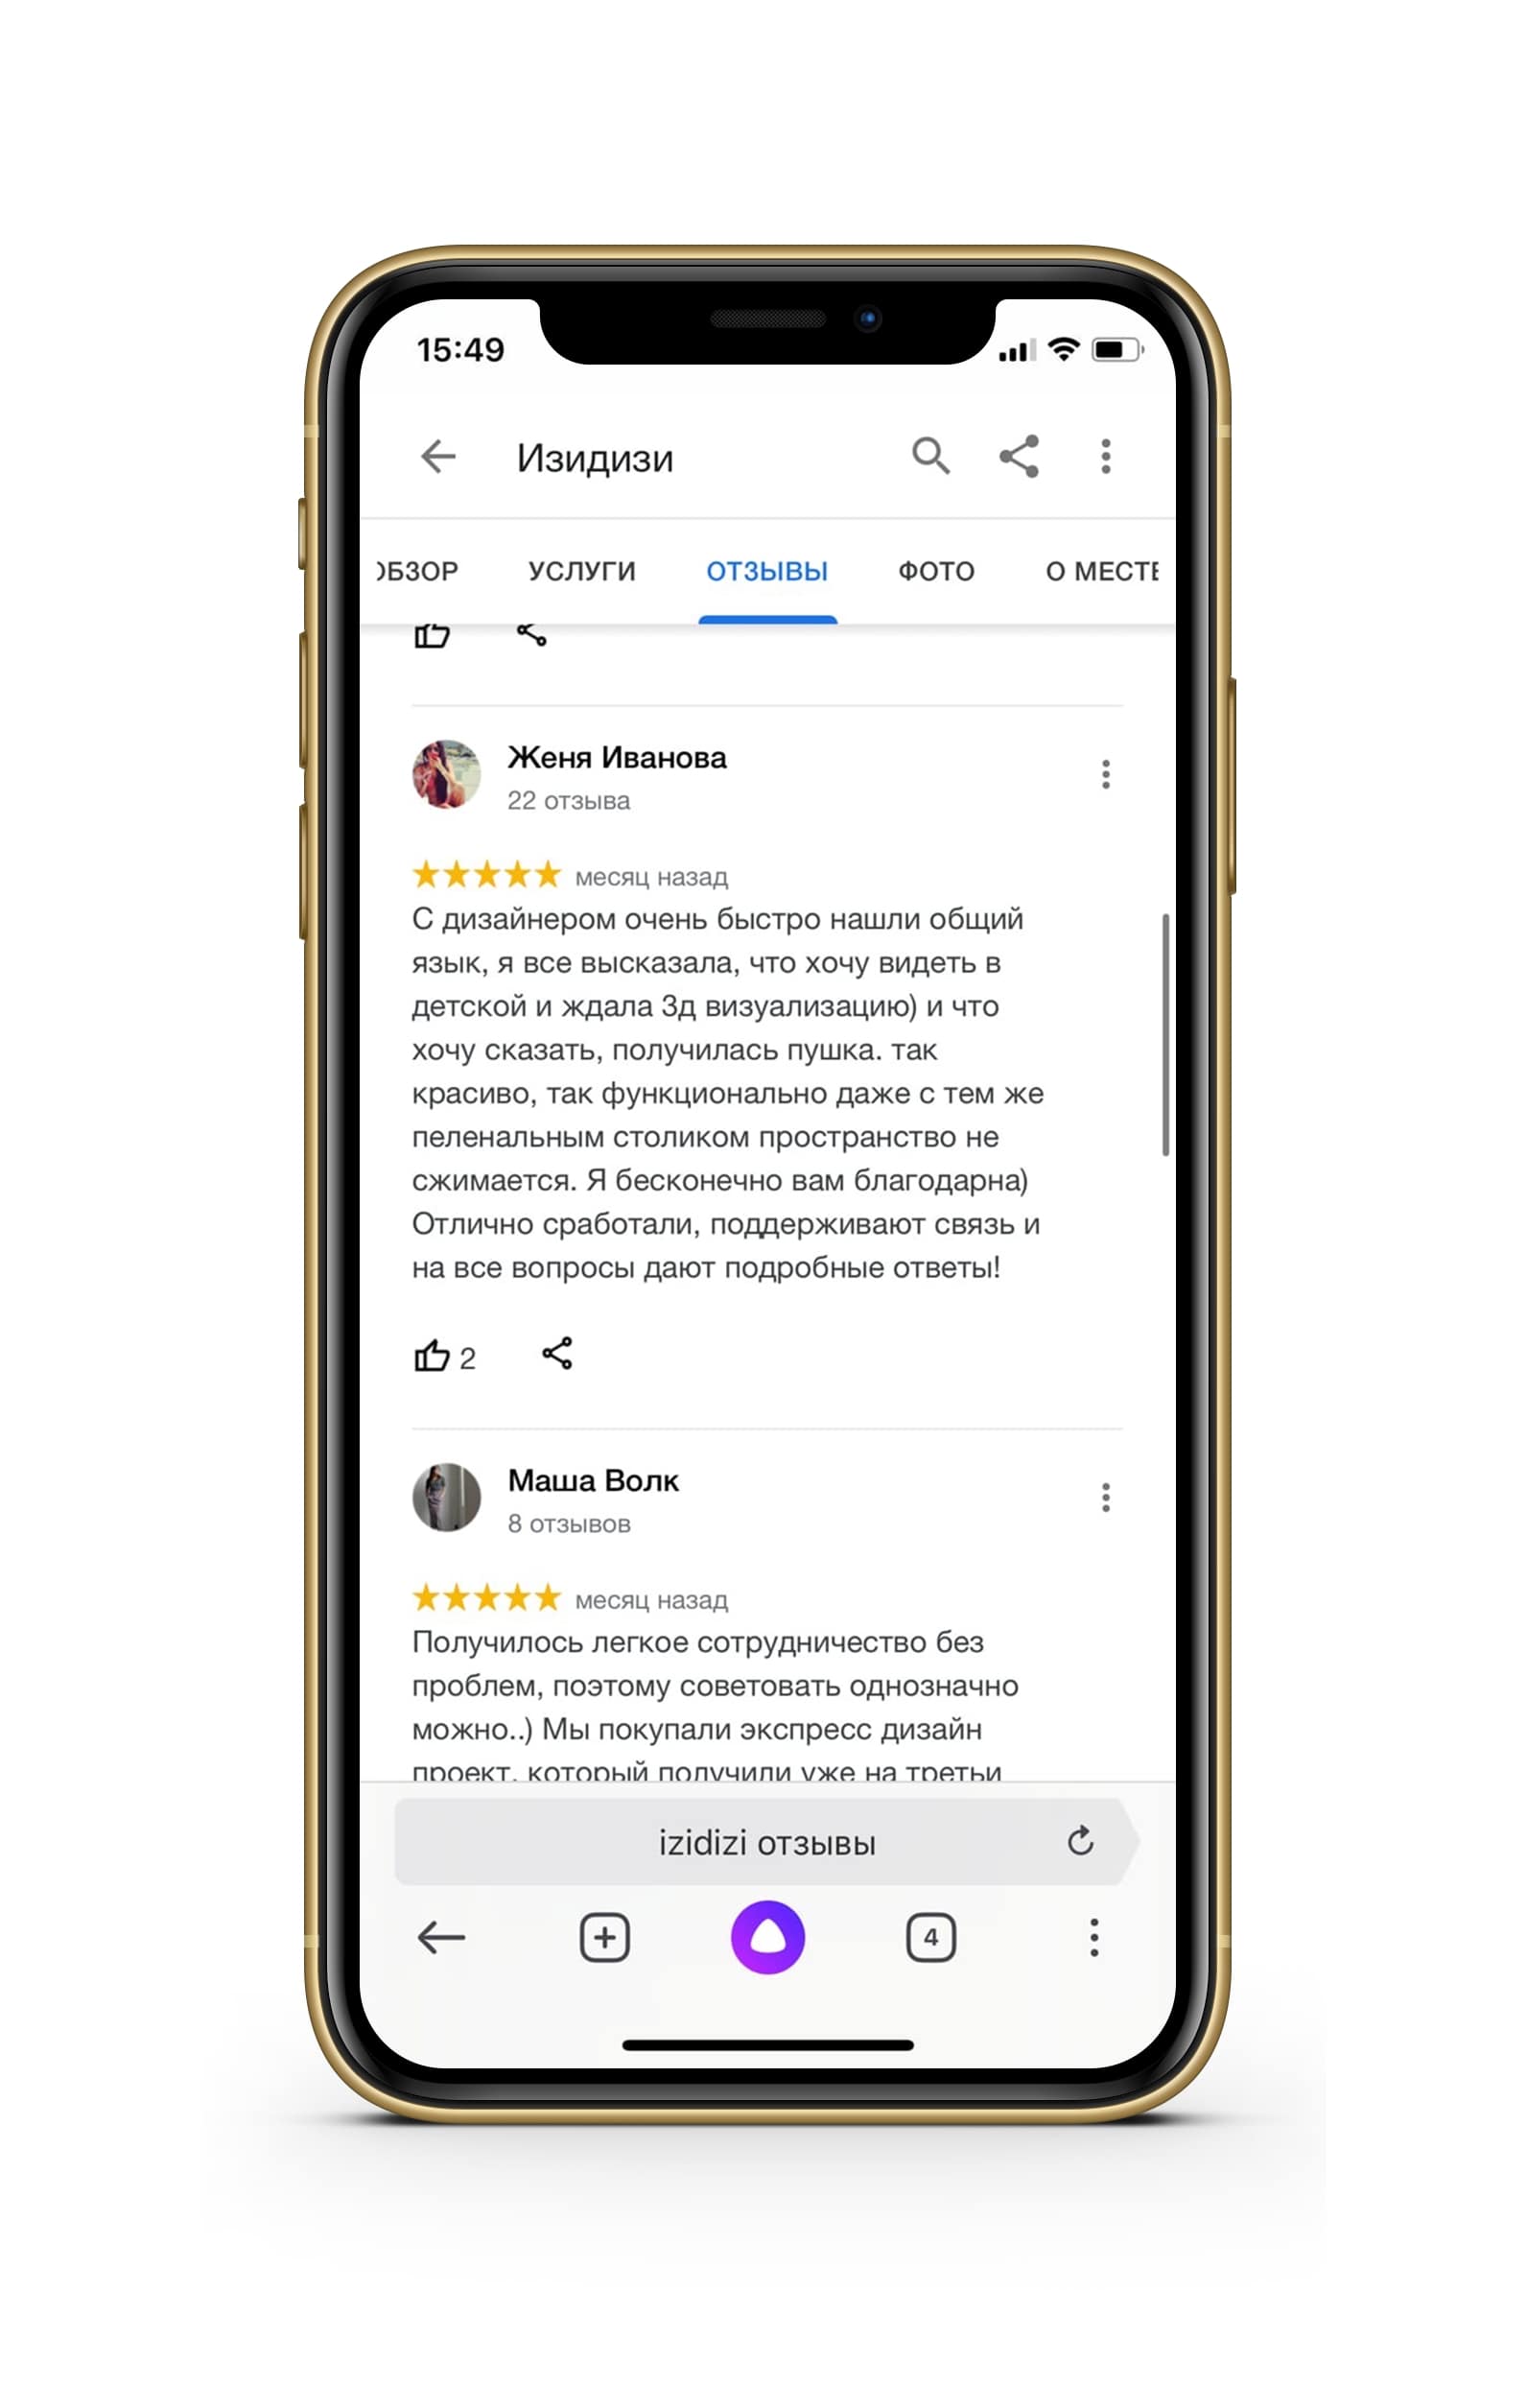 15:49
Изидизи
ОБЗОР УСЛУГИ ОТЗЫВЫ ФОТО О МЕСТЕ
Женя Иванова
22 отзыва
месяц назад
С дизайнером очень быстро нашли общий
язык, я все высказала, что хочу видеть в
детской и ждала 3д визуализацию) и что
хочу сказать, получилась пушка. так
красиво, так функционально даже с тем же
пеленальным столиком пространство не
сжимается. Я бесконечно вам благодарна)
Отлично сработали, поддерживают связь и
на все вопросы дают подробные ответы!
2
Маша Волк
8 отзывов
месяц назад
Получилось легкое сотрудничество без
проблем, поэтому советовать однозначно
можно..) Мы покупали экспресс дизайн
проект, который получили уже на третьи
izidizi отзывы
4